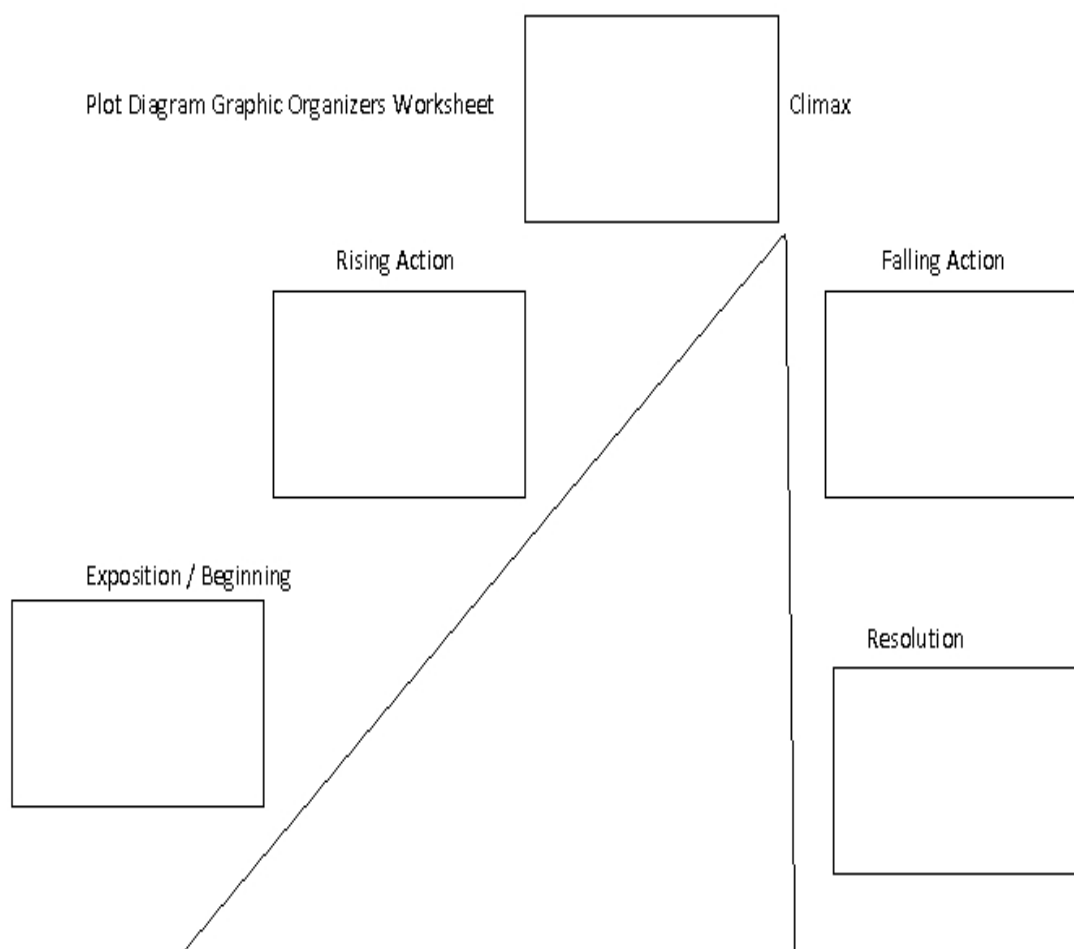 Plot Diagram Graphic Organizers Worksheet
Climax
Rising Action
Falling Action
Exposition / Beginning
Resolution